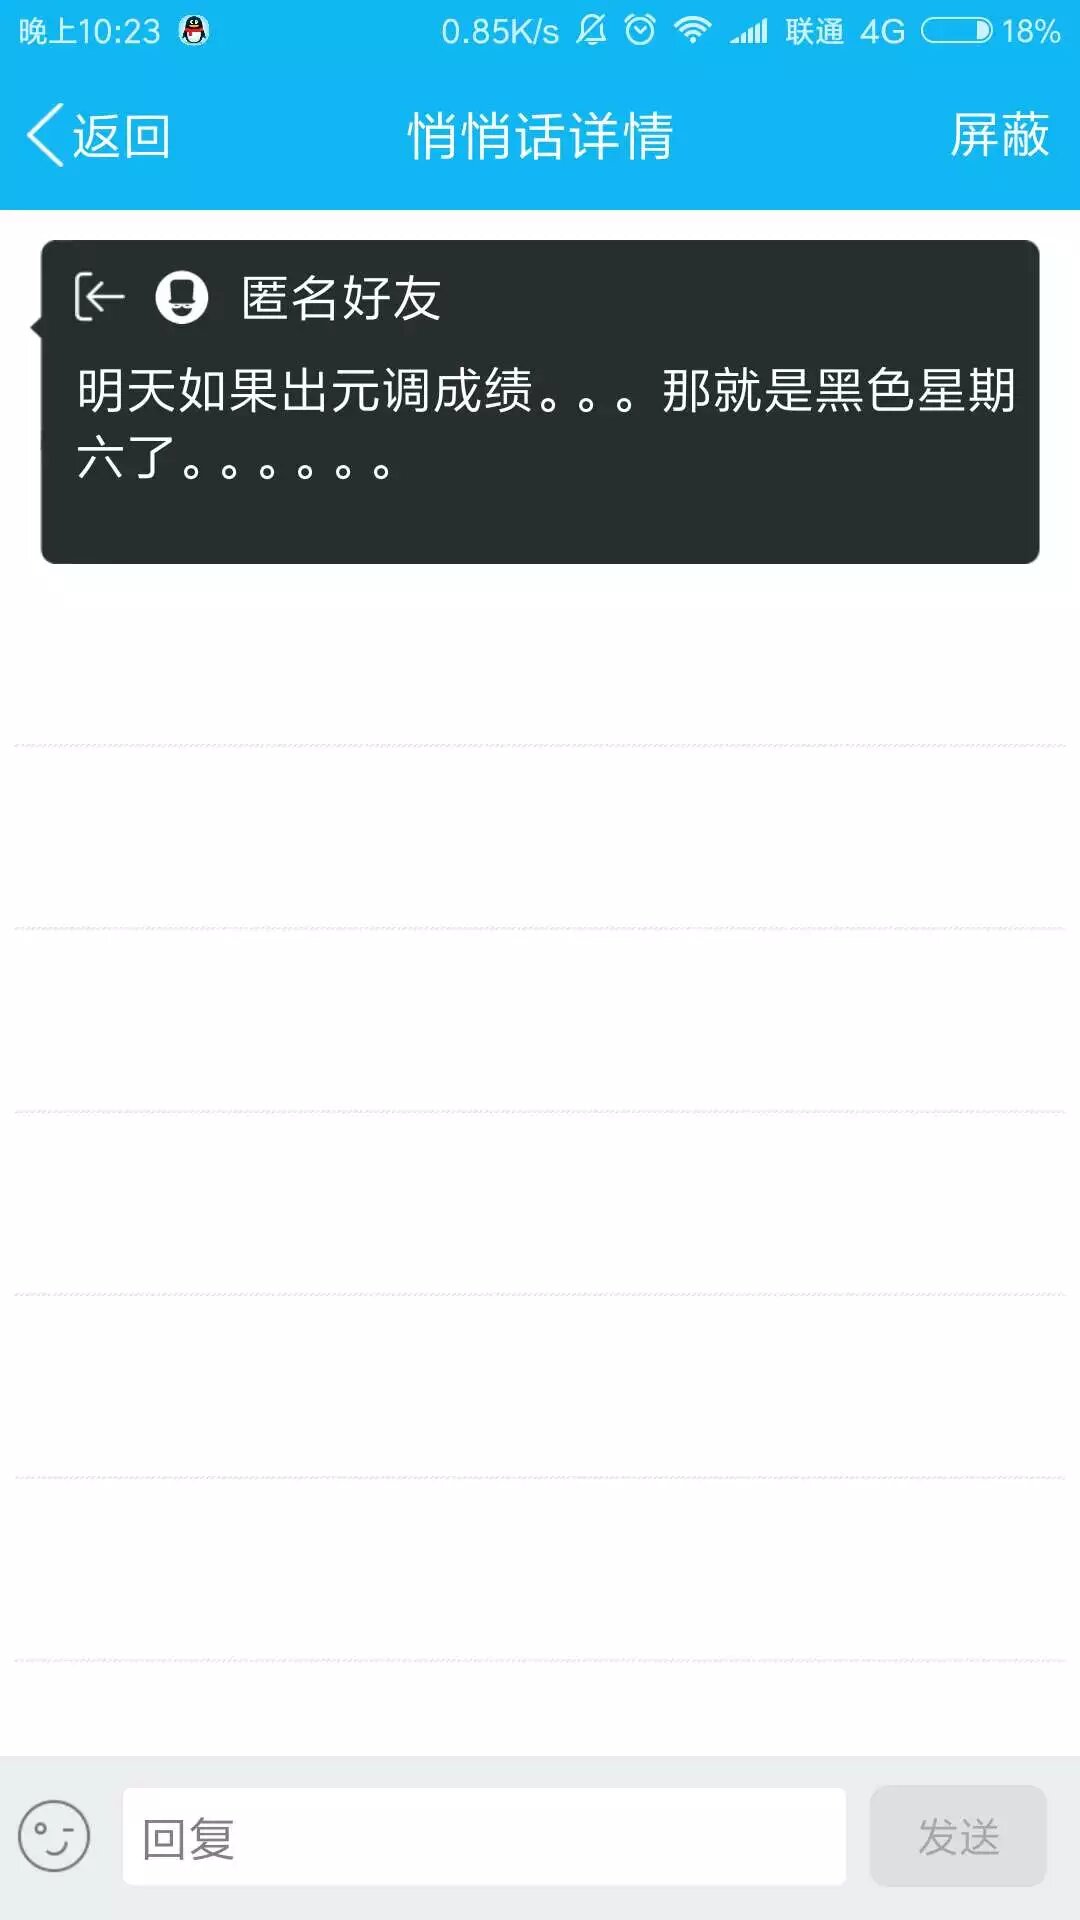 晚上10:23 0.85K/s 联通 4G 18%
返回 悄悄话详情 屏蔽
匿名好友
明天如果出元调成绩。。。那就是黑色星期
六了。。。。。。
回复 发送